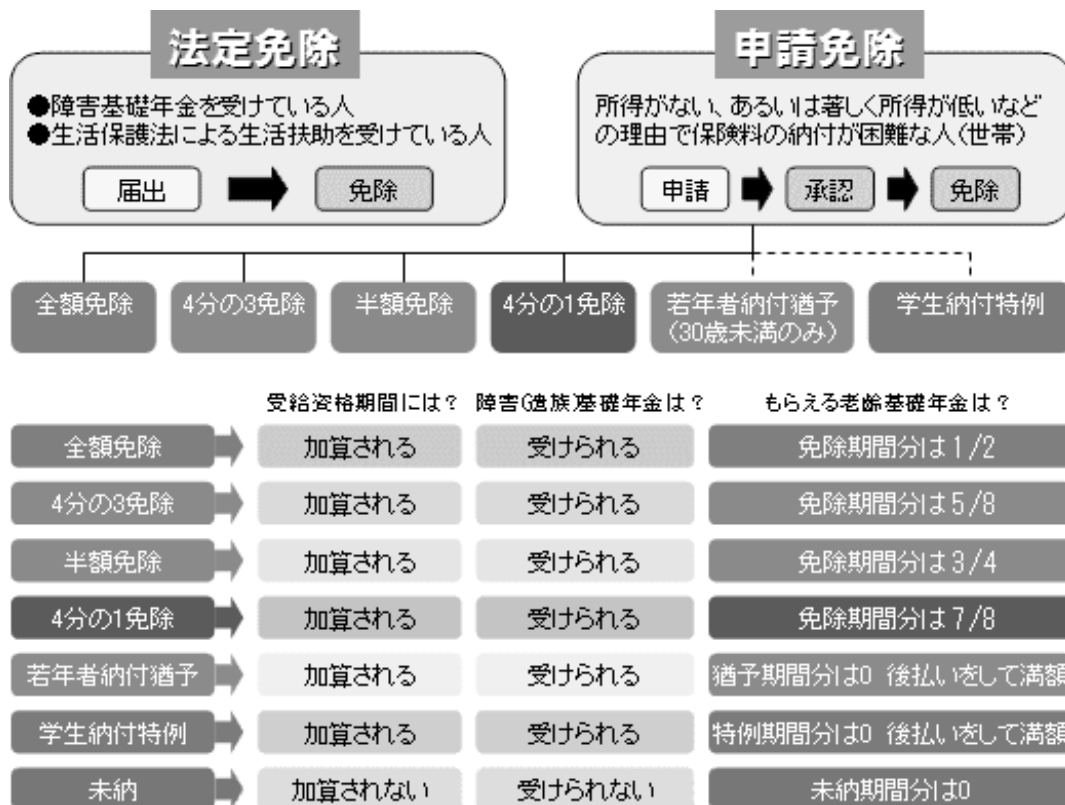 法定免除
●障害基礎年金を受けている人
●生活保護法による生活扶助を受けている人
届出 免除
申請免除
所得がない、あるいは著しく所得が低いなど
の理由で保険料の納付が困難な人(世帯)
申請 承認 免除
全額免除 4分の3免除 半額免除 4分の1免除 若年者納付猶予 学生納付特例
(30歳未満のみ)
受給資格期間には? 障害(遺族)基礎年金は? もらえる老齢基礎年金は?
全額免除 加算される 受けられる 免除期間分は1/2
4分の3免除 加算される 受けられる 免除期間分は5/8
半額免除 加算される 受けられる 免除期間分は3/4
4分の1免除 加算される 受けられる 免除期間分は7/8
若年者納付猶予 加算される 受けられる 猶予期間分は0 後払いをして満額
学生納付特例 加算される 受けられる 特例期間分は0 後払いをして満額
未納 加算されない 受けられない 未納期間分は0